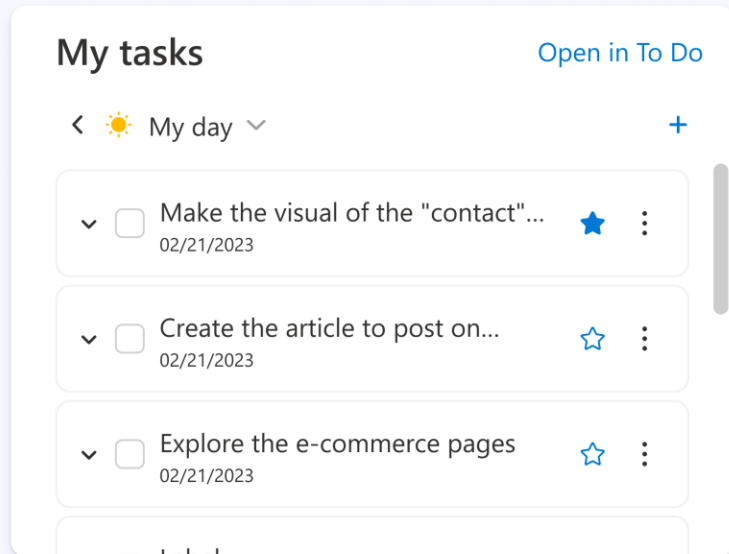 My tasks
Open in To Do
My day
Make the visual of the "contact"...
02/21/2023
Create the article to post on...
02/21/2023
Explore the e-commerce pages
02/21/2023